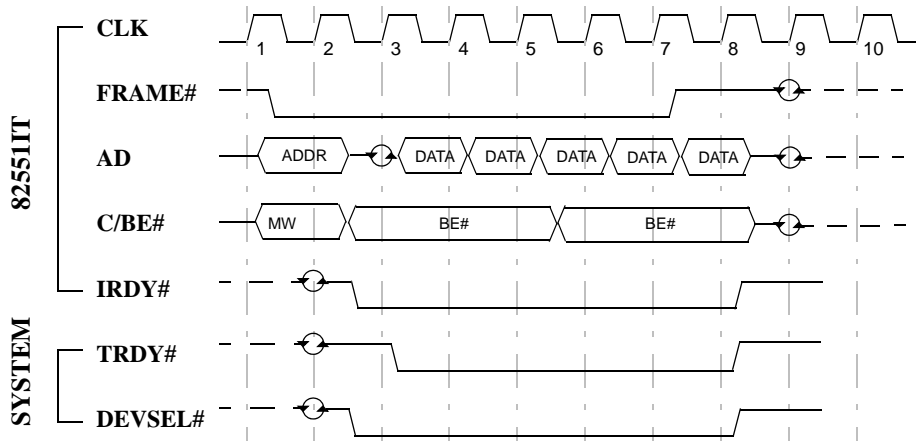 CLK
1 2 3 4 5 6 7 8 9 10
FRAME#
82551IT
AD
ADDR DATA DATA DATA DATA DATA
C/BE#
MW BE# BE#
IRDY#
SYSTEM
TRDY#
DEVSEL#